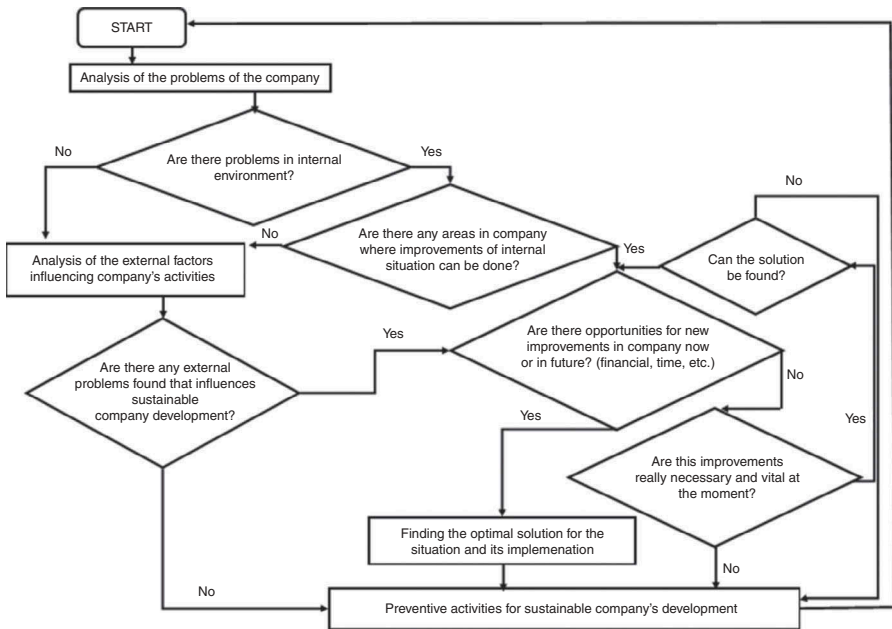 START
Analysis of the problems of the company
No
Yes
Are there problems in internal
environment?
No
Are there any areas in company
where improvements of internal
situation can be done?
Yes
No
Can the solution
be found?
Analysis of the external factors
influencing company's activities
Yes
Are there opportunities for new
improvements in company now
or in future? (financial, time, etc.)
No
Are there any external
problems found that influences
sustainable
company development?
Yes
Yes
Are this improvements
really necessary and vital at
the moment?
Finding the optimal solution for the
situation and its implemenation
No
No
Preventive activities for sustainable company's development